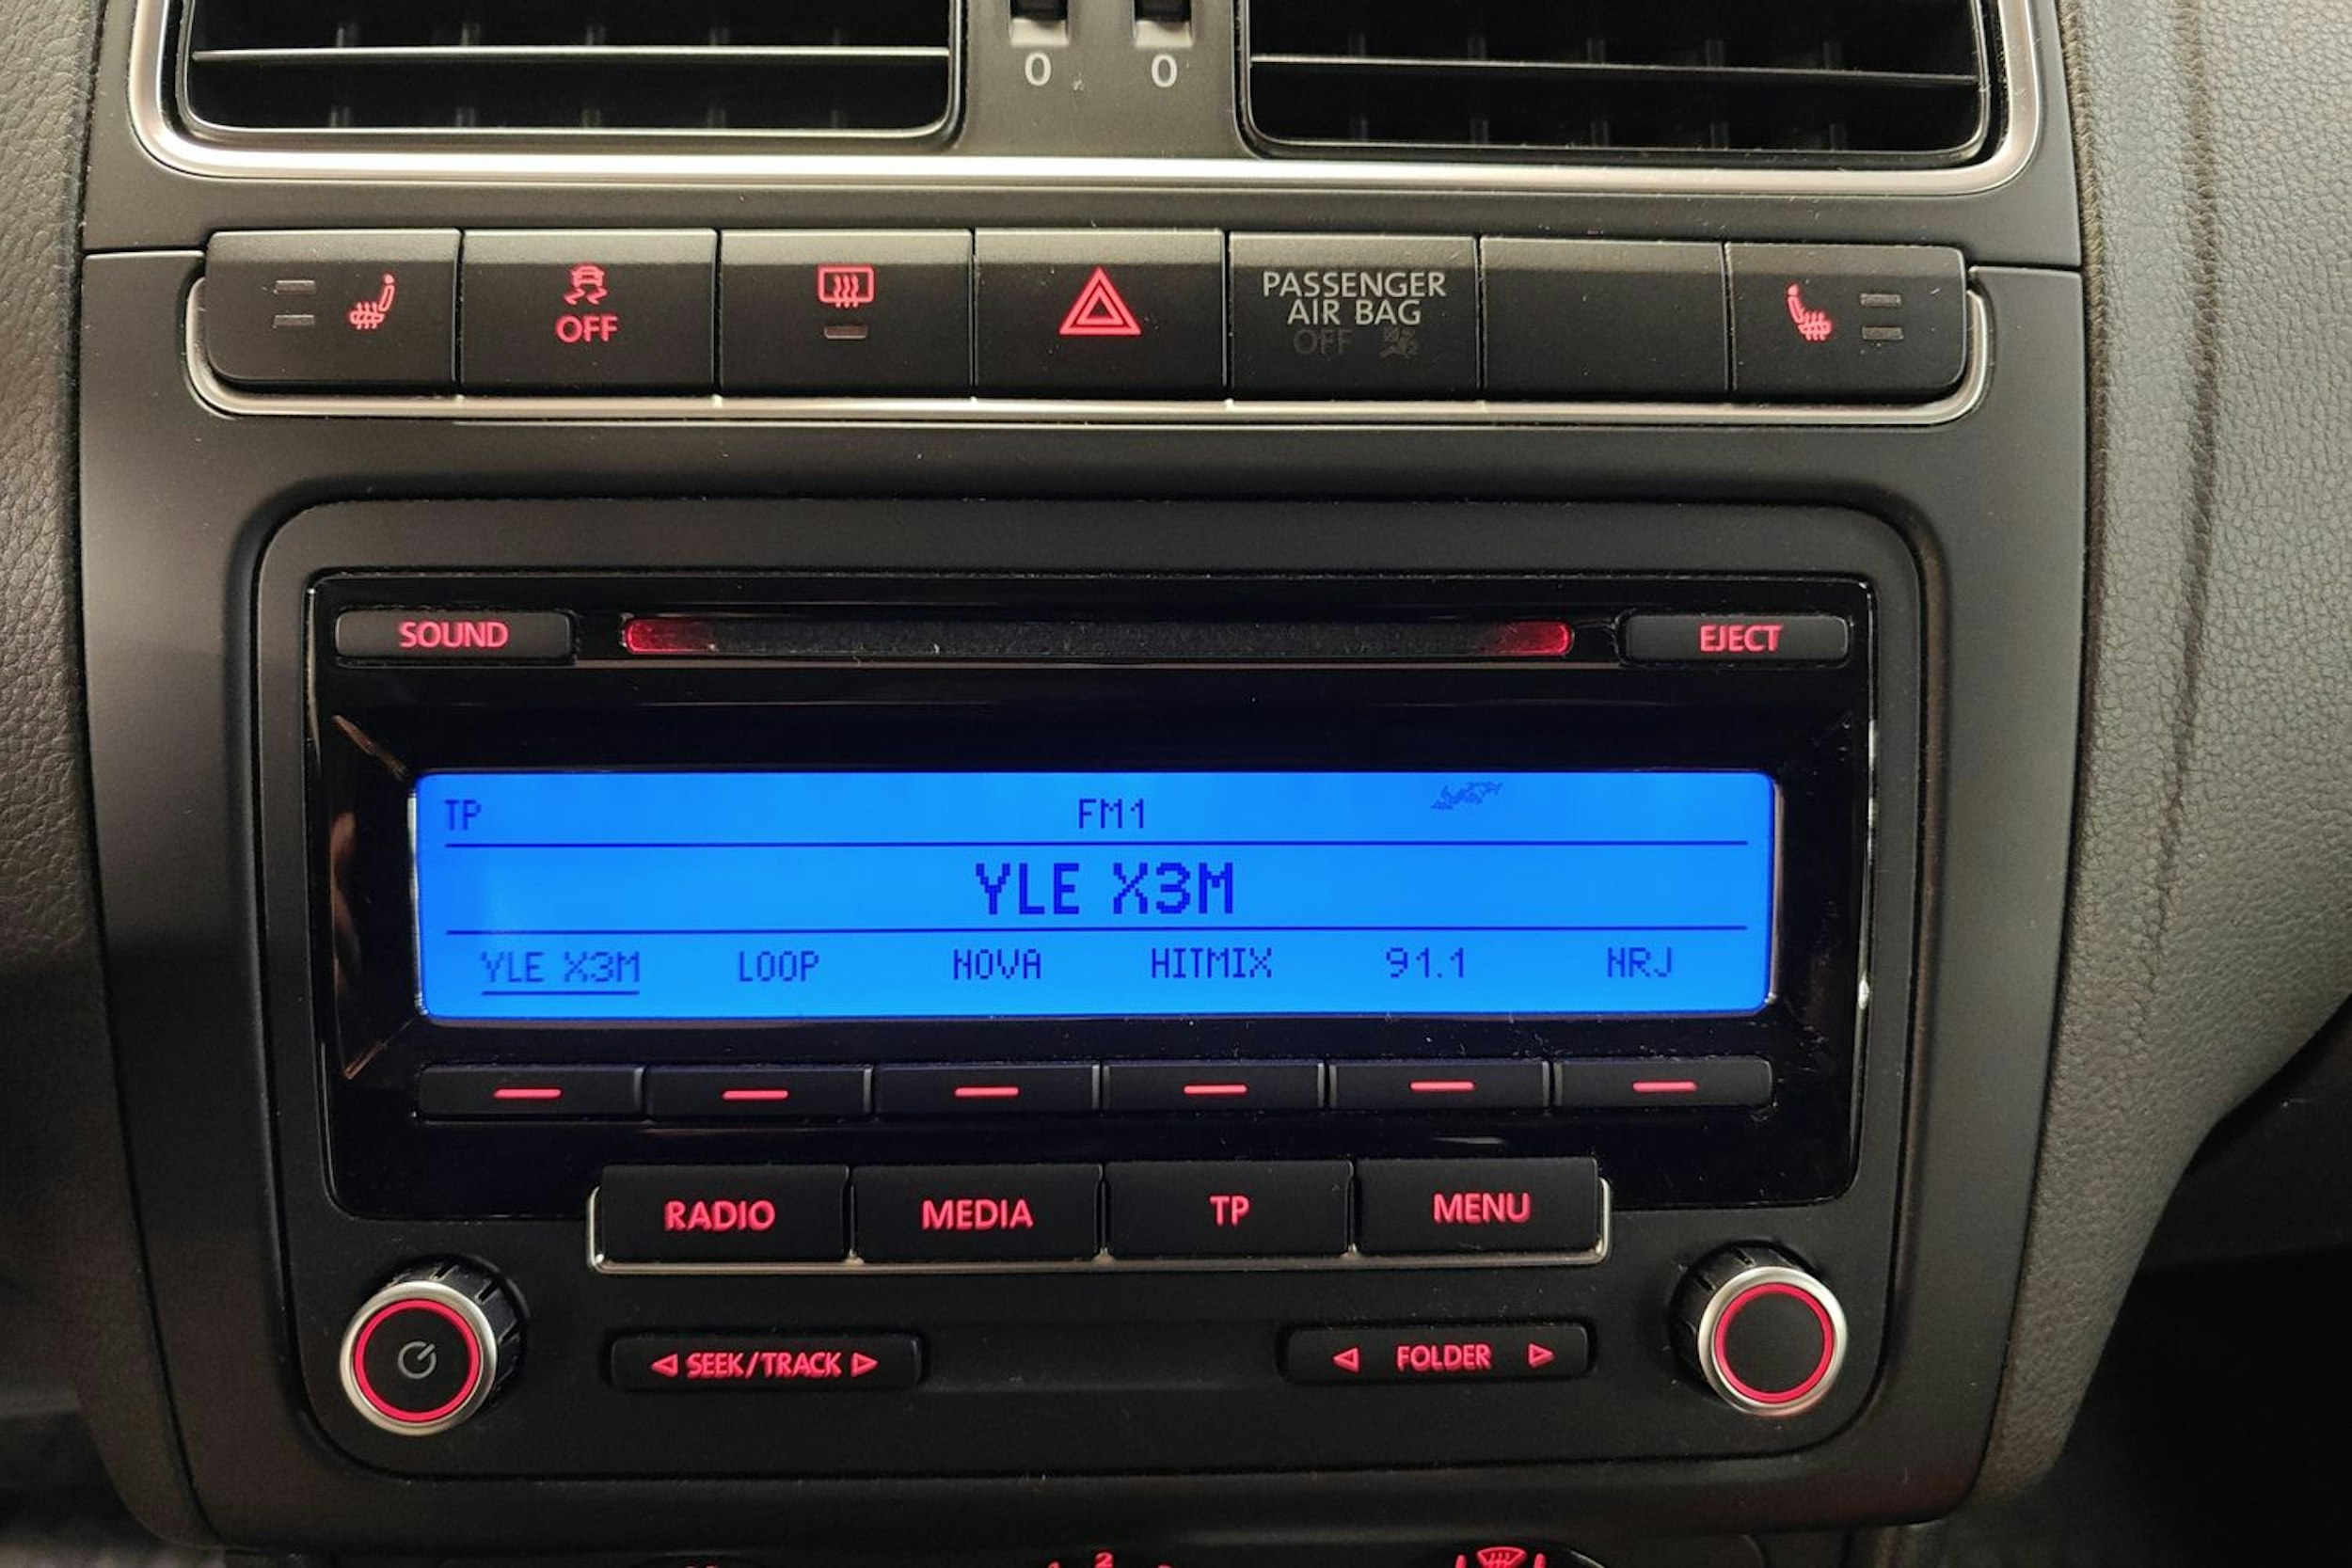 0 0
OFF
PASSENGER
AIR BAG
OFF
SOUND EJECT
TP FM1
YLE X3M
YLE X3M LOOP NOVA HITMIX 91.1 NRJ
RADIO MEDIA TP MENU
SEEK/TRACK FOLDER
2